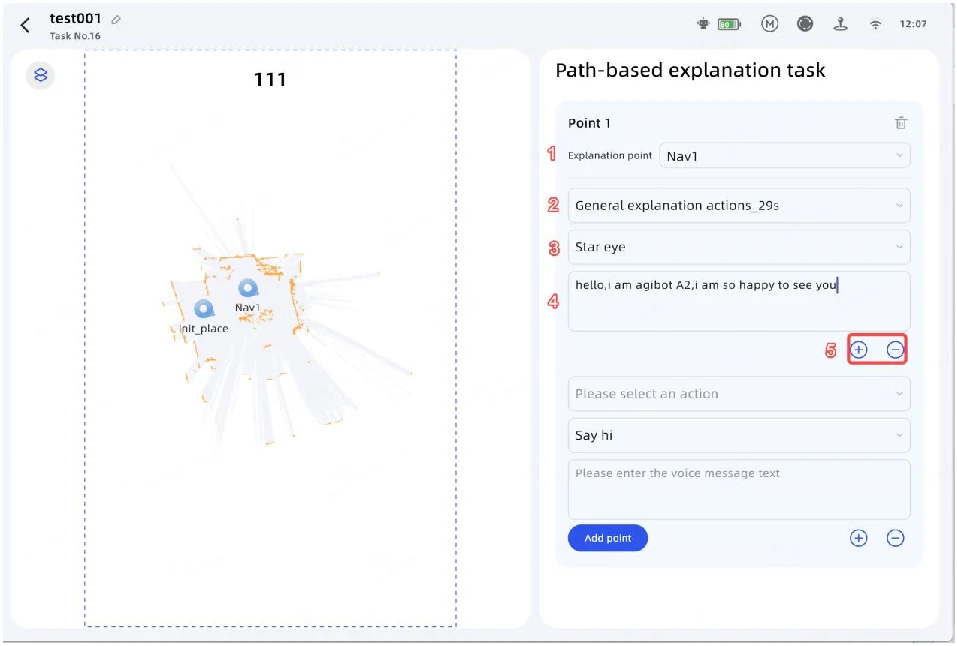 test001
Task No.16
80
M
12:07
111
Nav1
init_place
Path-based explanation task
Point 1
1 Explanation point Nav1
2 General explanation actions_29s
3 Star eye
4 hello,i am agibot A2,i am so happy to see you
5
Please select an action
Say hi
Please enter the voice message text
Add point